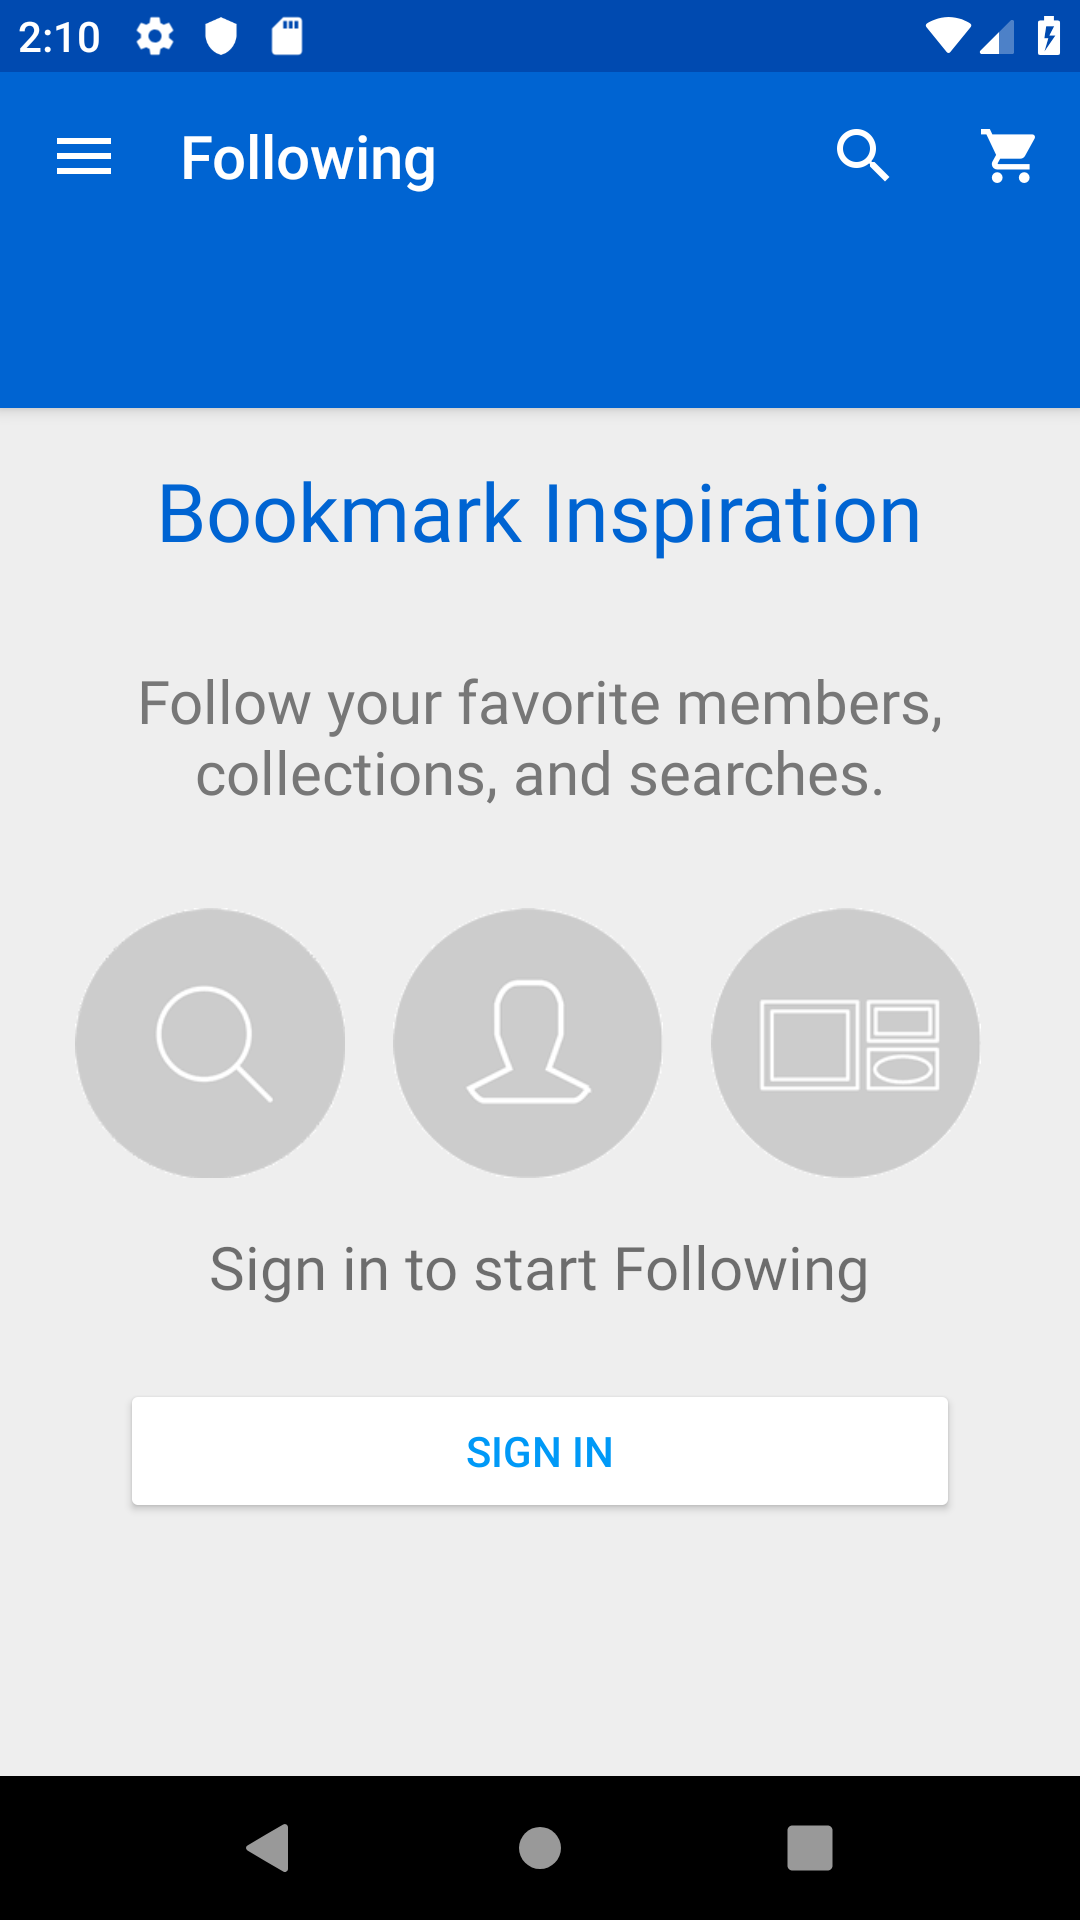 2:10
Following
Bookmark Inspiration
Follow your favorite members,
collections, and searches.
Sign in to start Following
SIGN IN